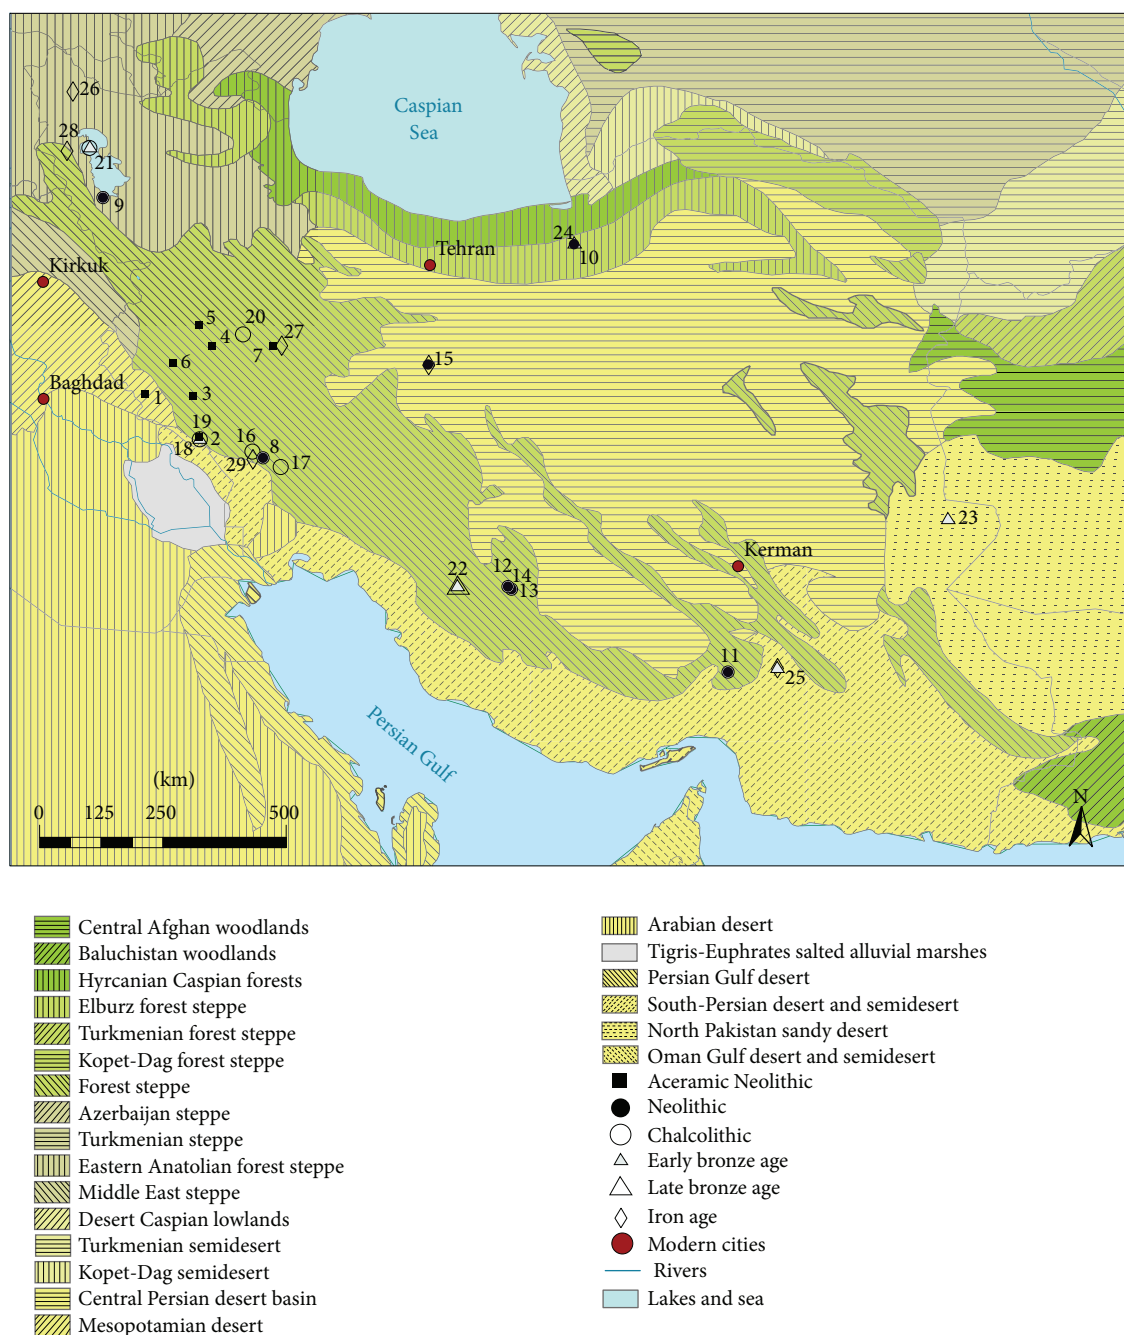 Caspian
Sea
26
28
21
9
24
10
Tehran
Kirkuk
5
20
4
27
7
6
15
Baghdad
1
3
19
2
18
16
8
29
17
23
Kerman
22
12
14
13
11
25
Persian Gulf
(km)
0 125 250 500
N
Central Afghan woodlands
Baluchistan woodlands
Hyrcanian Caspian forests
Elburz forest steppe
Turkmenian forest steppe
Kopet-Dag forest steppe
Forest steppe
Azerbaijan steppe
Turkmenian steppe
Eastern Anatolian forest steppe
Middle East steppe
Desert Caspian lowlands
Turkmenian semidesert
Kopet-Dag semidesert
Central Persian desert basin
Mesopotamian desert
Arabian desert
Tigris-Euphrates salted alluvial marshes
Persian Gulf desert
South-Persian desert and semidesert
North Pakistan sandy desert
Oman Gulf desert and semidesert
Aceramic Neolithic
Neolithic
Chalcolithic
Early bronze age
Late bronze age
Iron age
Modern cities
Rivers
Lakes and sea